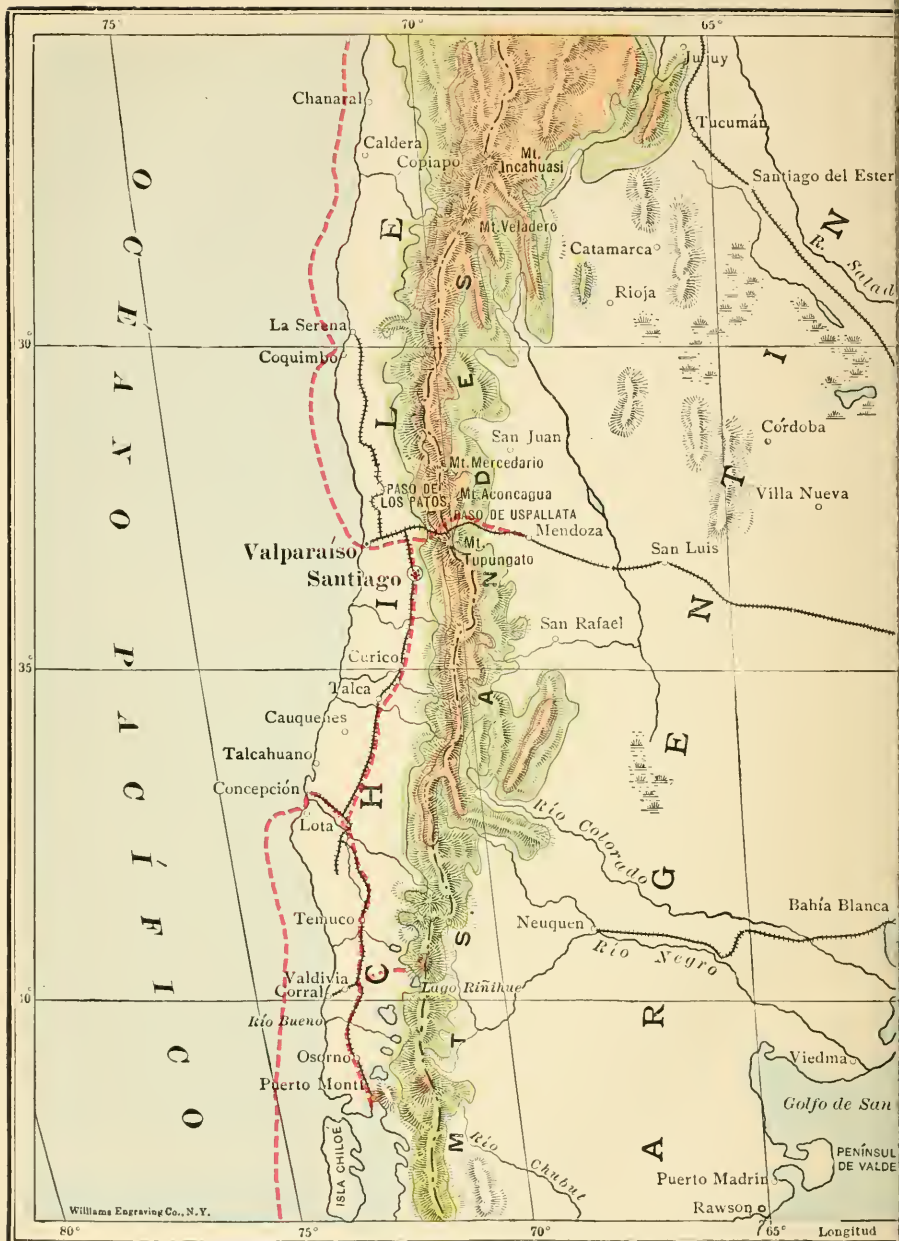 75°
70°
65°
Jujuy
Chanaral
Tucumán
Caldera
Copiapo
Mt.
Incahuasi
Santiago del Ester
Mt. Veladero
Catamarca
R. Salad
Rioja
La Serena
30°
Coquimbo
Córdoba
San Juan
Mt. Mercedario
PASO DE
LOS PATOS
Mt. Aconcagua
Villa Nueva
PASO DE USPALLATA
Mendoza
Valparaíso
Mt.
Tupungato
San Luis
Santiago
San Rafael
35°
Curico
Talca
Cauquenes
Talcahuano
Concepción
Lota
Río Colorado
Bahía Blanca
Temuco
Neuquen
Río Negro
Valdivia
Corral
Lago Riñihue
Río Bueno
Osorno
Viedma
Puerto Montt
Golfo de San
ISLA CHILOE
Río Chubut
PENÍNSUL
DE VALDE
Puerto Madrin
Rawson
OCÉANO PACÍFICO
CHILE
ANDES MTS.
ARGENTIN
Williams Engraving Co., N.Y.
80°
75°
70°
65°
Longitud